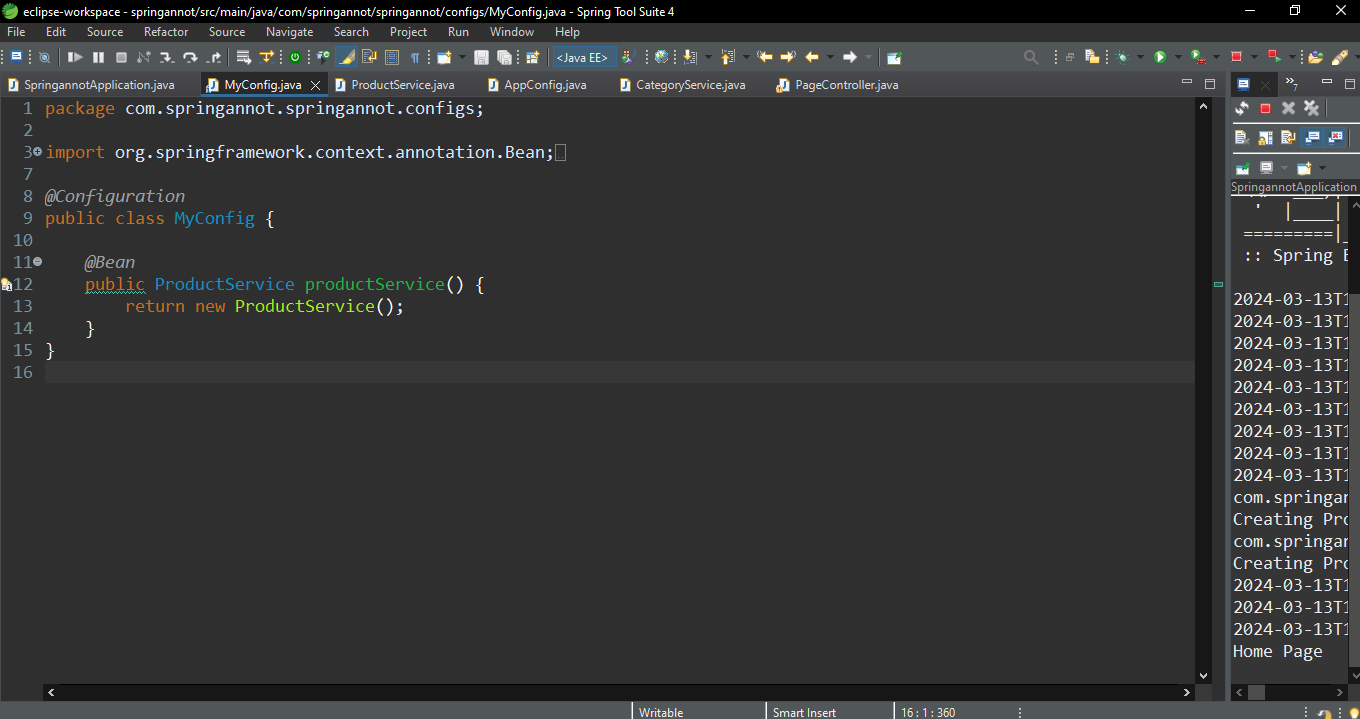 eclipse-workspace - springannot/src/main/java/com/springannot/springannot/configs/MyConfig.java - Spring Tool Suite 4
File Edit Source Refactor Source Navigate Search Project Run Window Help
<Java EE>
SpringannotApplication.java MyConfig.java ProductService.java AppConfig.java CategoryService.java PageController.java
7
1 package com.springannot.springannot.configs;
2
3 import org.springframework.context.annotation.Bean;
7
8 @Configuration
9 public class MyConfig {
10
11 @Bean
12 public ProductService productService() {
13 return new ProductService();
14 }
15 }
16
SpringannotApplication
' |____|
=========|_
:: Spring
2024-03-13T1
2024-03-13T1
2024-03-13T1
2024-03-13T1
2024-03-13T1
2024-03-13T1
2024-03-13T1
2024-03-13T1
2024-03-13T1
com.springan
Creating Pro
com.springan
Creating Pro
2024-03-13T1
2024-03-13T1
2024-03-13T1
Home Page
Writable Smart Insert 16 : 1 : 360